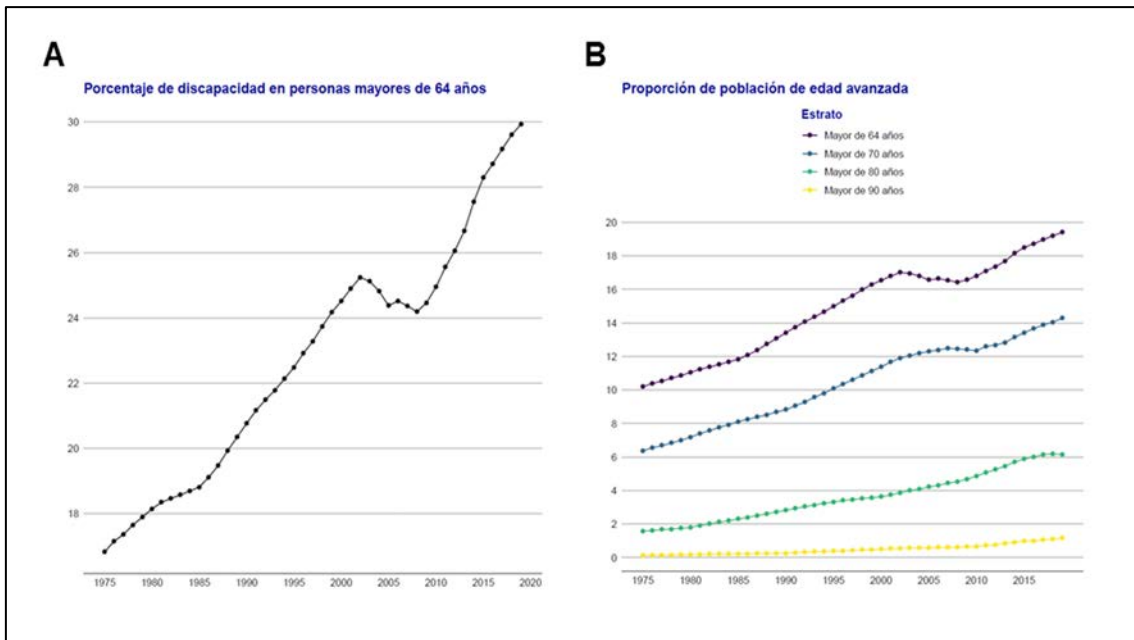 A
Porcentaje de discapacidad en personas mayores de 64 años
30
28
26
24
22
20
18
1975 1980 1985 1990 1995 2000 2005 2010 2015 2020
B
Proporción de población de edad avanzada
Estrato
Mayor de 64 años
Mayor de 70 años
Mayor de 80 años
Mayor de 90 años
20
18
16
14
12
10
8
6
4
2
0
1975 1980 1985 1990 1995 2000 2005 2010 2015